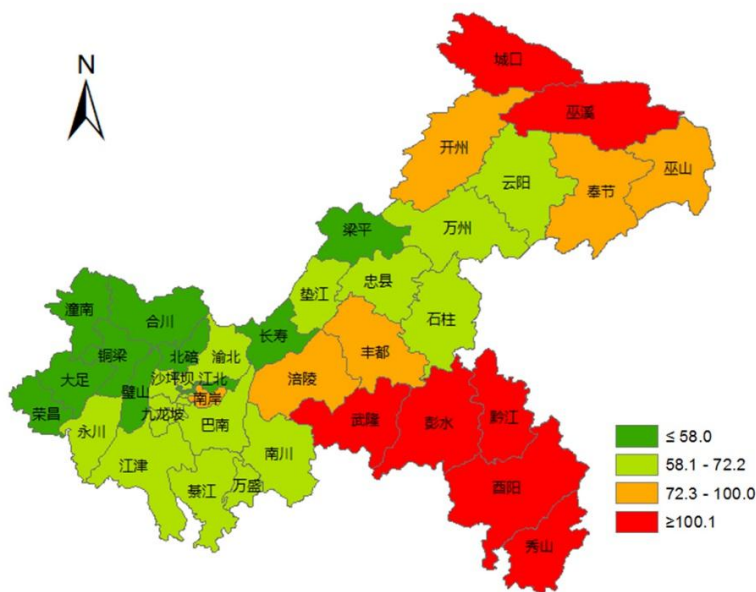 N
城口
巫溪
开州
巫山
云阳
奉节
梁平
万州
忠县
垫江
潼南
合川
石柱
长寿
铜梁
北碚
渝北
丰都
沙坪坝
江北
大足
涪陵
璧山
南岸
荣昌
九龙坡
武隆
彭水
黔江
永川
巴南
南川
江津
綦江
万盛
酉阳
秀山
≤ 58.0
58.1 - 72.2
72.3 - 100.0
≥100.1